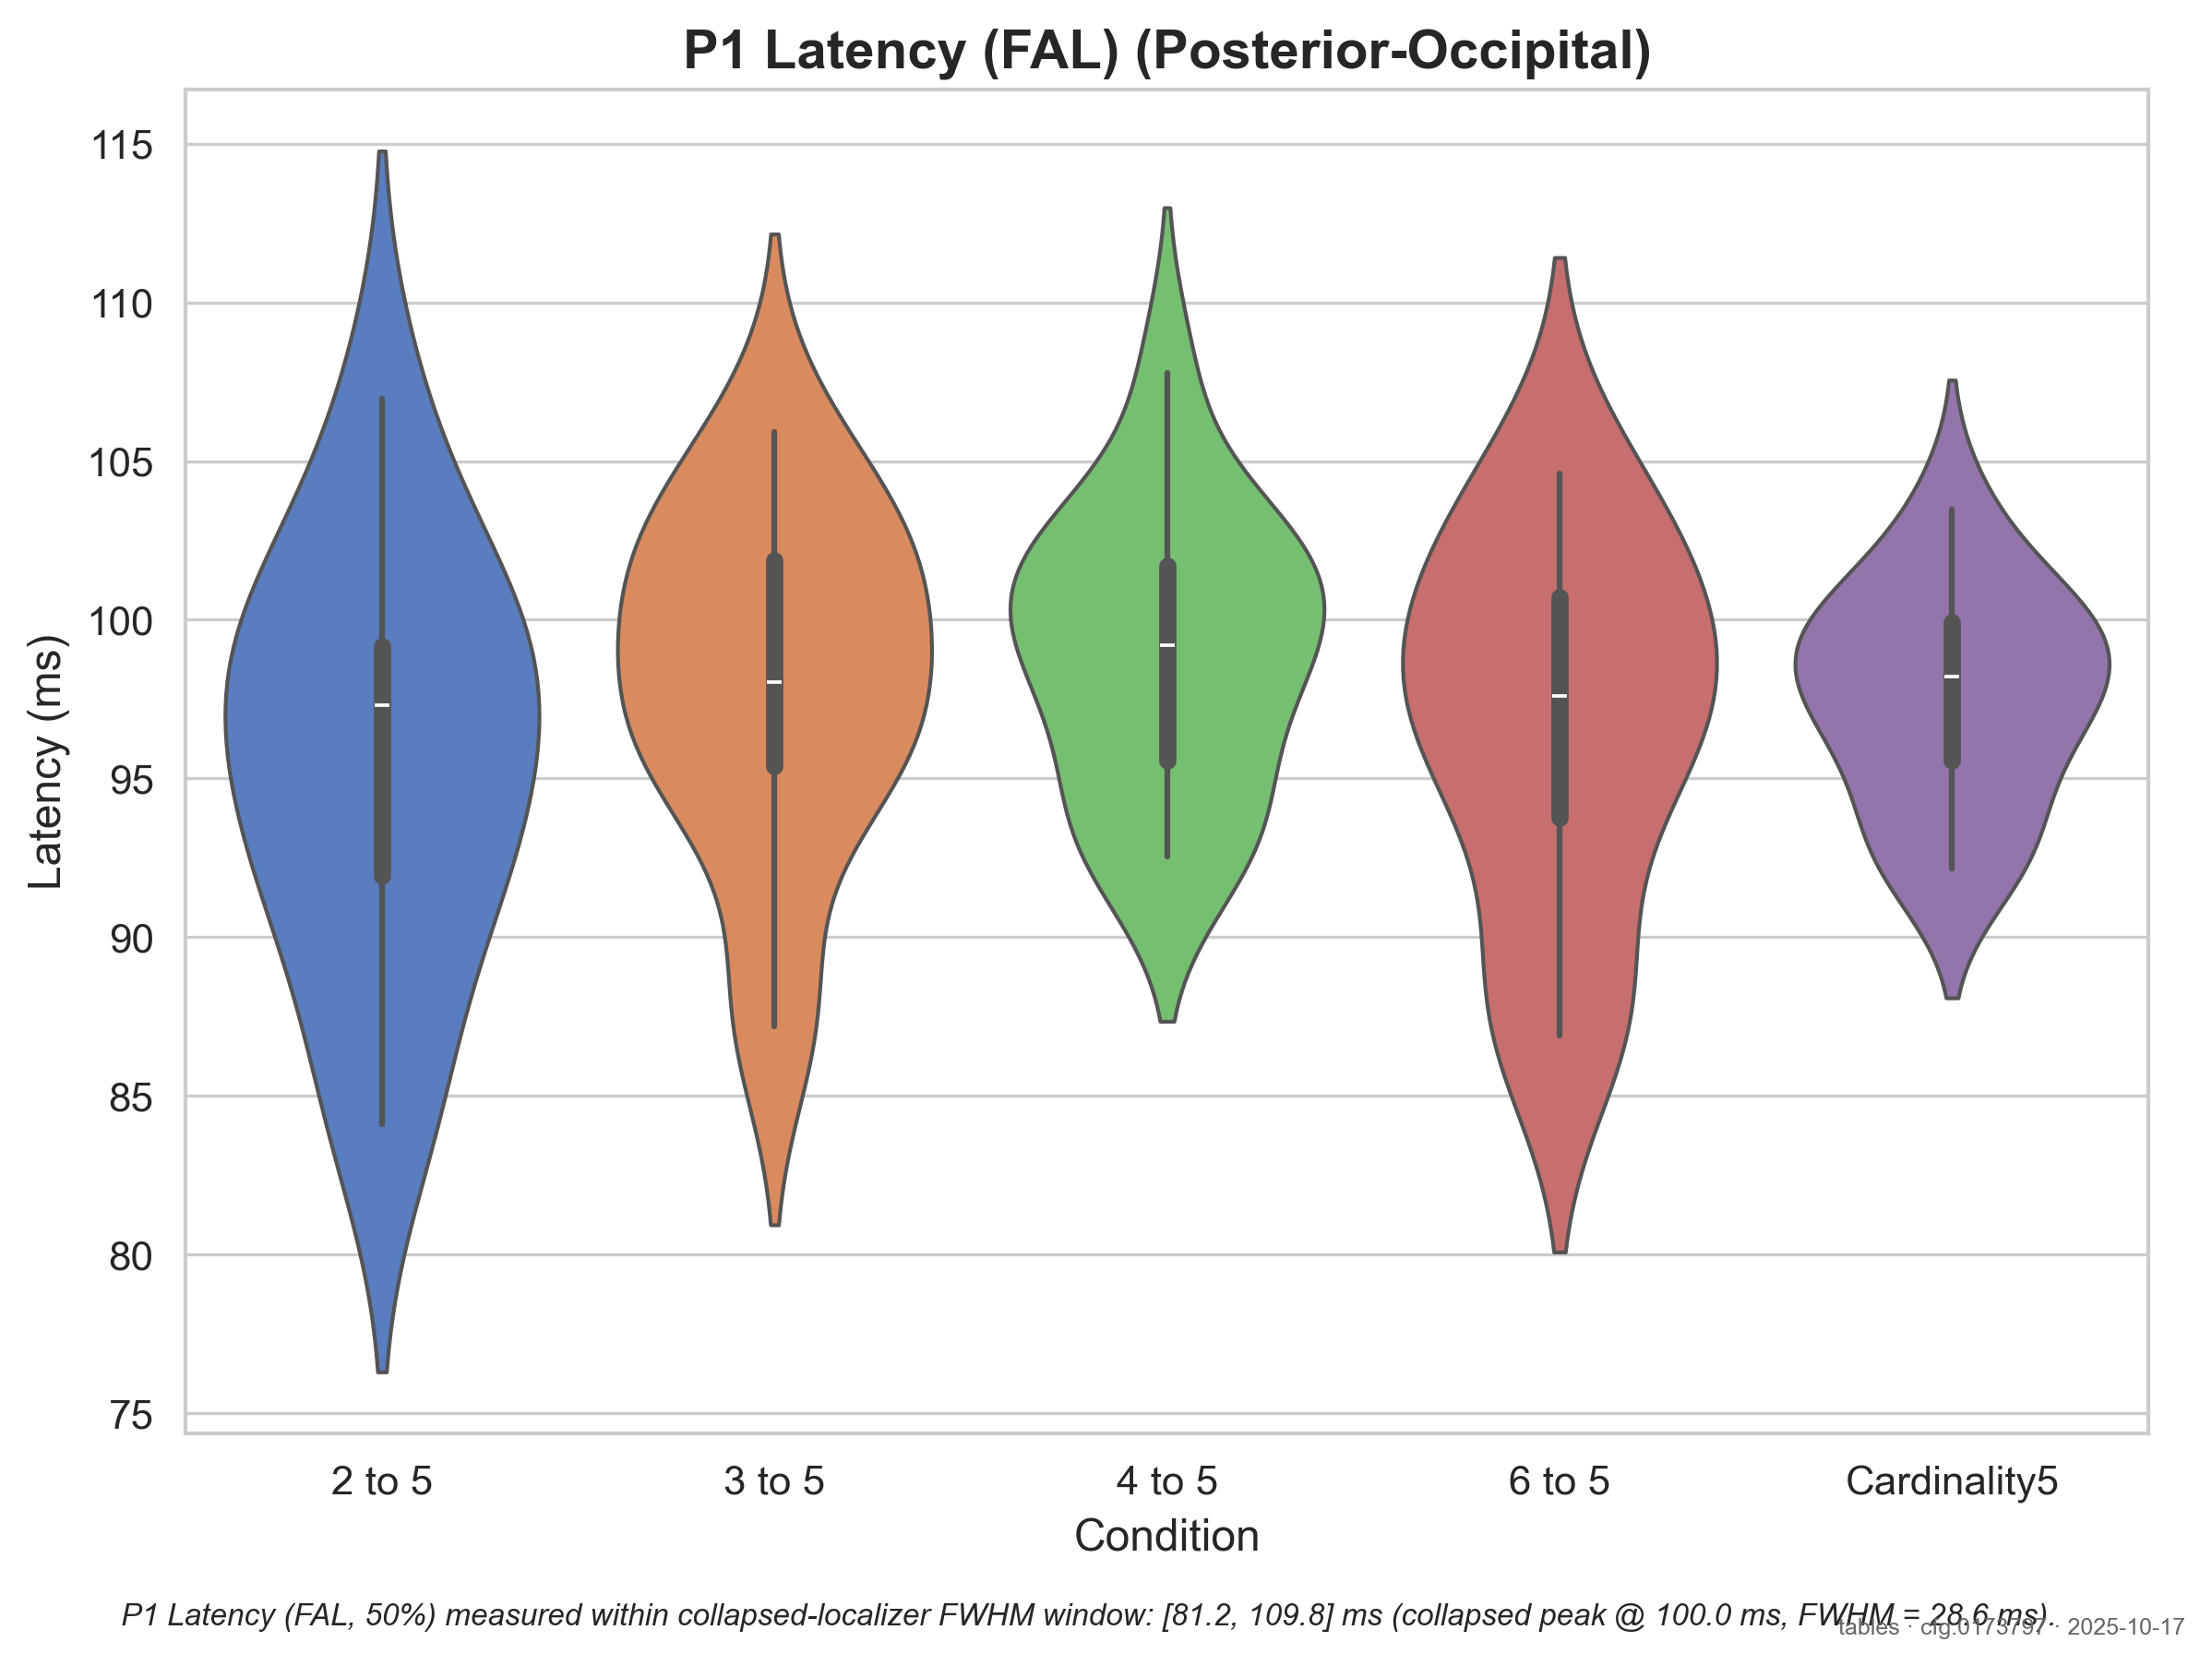 P1 Latency (FAL) (Posterior-Occipital)
115
110
105
100
95
90
85
80
75
Latency (ms)
2 to 5
3 to 5
4 to 5
6 to 5
Cardinality5
Condition
P1 Latency (FAL, 50%) measured within collapsed-localizer FWHM window: [81.2, 109.8] ms (collapsed peak @ 100.0 ms, FWHM = 28.6 ms).
tables · cfg:0173797 · 2025-10-17